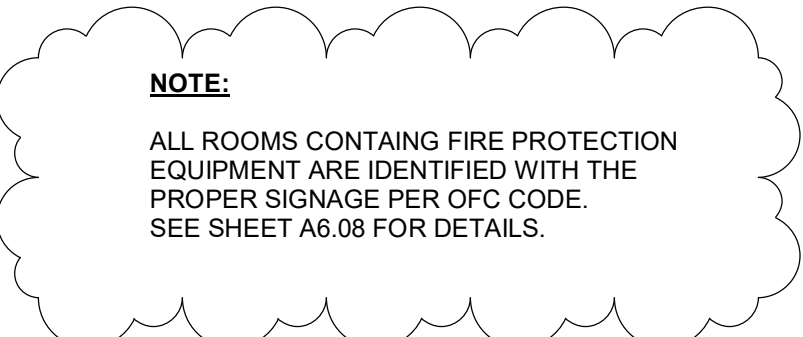 NOTE:
ALL ROOMS CONTAING FIRE PROTECTION
EQUIPMENT ARE IDENTIFIED WITH THE
PROPER SIGNAGE PER OFC CODE.
SEE SHEET A6.08 FOR DETAILS.